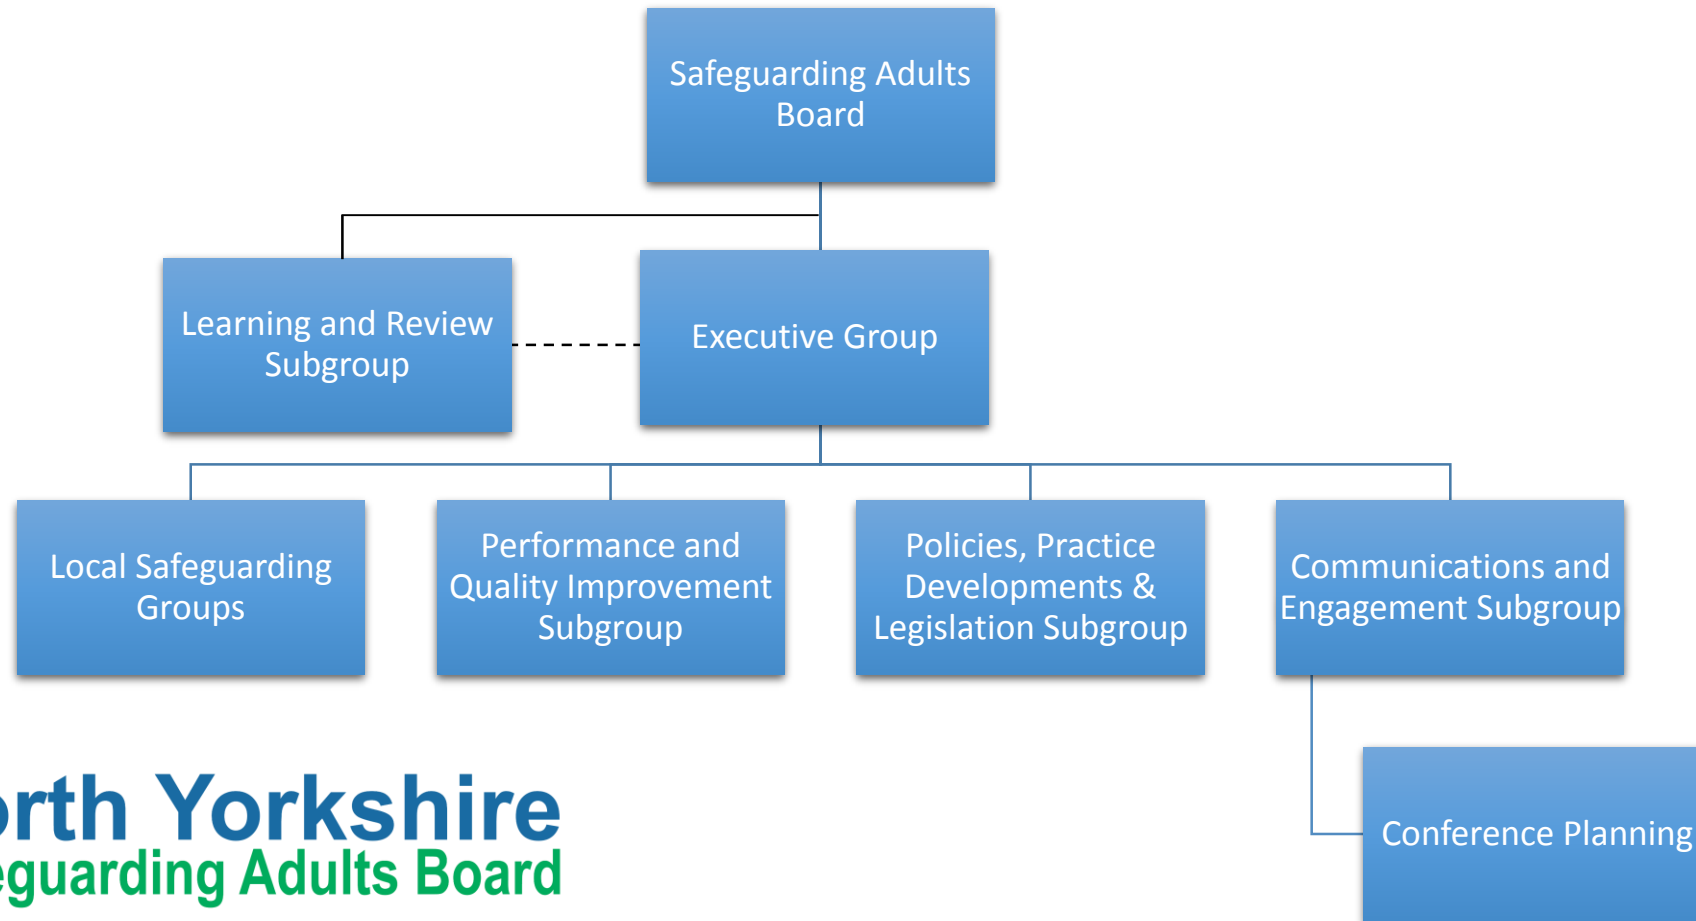 Safeguarding Adults
Board
Learning and Review
Subgroup
Executive Group
Local Safeguarding
Groups
Performance and
Quality Improvement
Subgroup
Policies, Practice
Developments &
Legislation Subgroup
Communications and
Engagement Subgroup
Conference Planning
orth Yorkshire
eguarding Adults Board